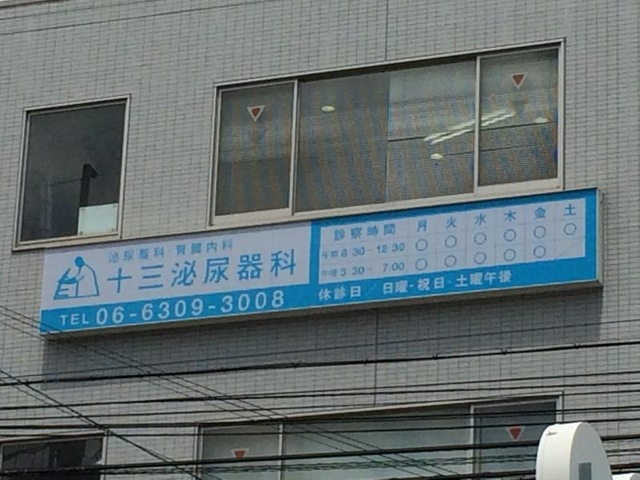 泌尿器科・腎臓内科
十三泌尿器科
TEL 06-6309-3008
診察時間 月 火 水 木 金 土
午前 9:30~12:30 ○ ○ ○ ○ ○ ○
午後 3:30~ 7:00 ○ ○ ○ ○ ○
休診日 日曜・祝日・土曜午後